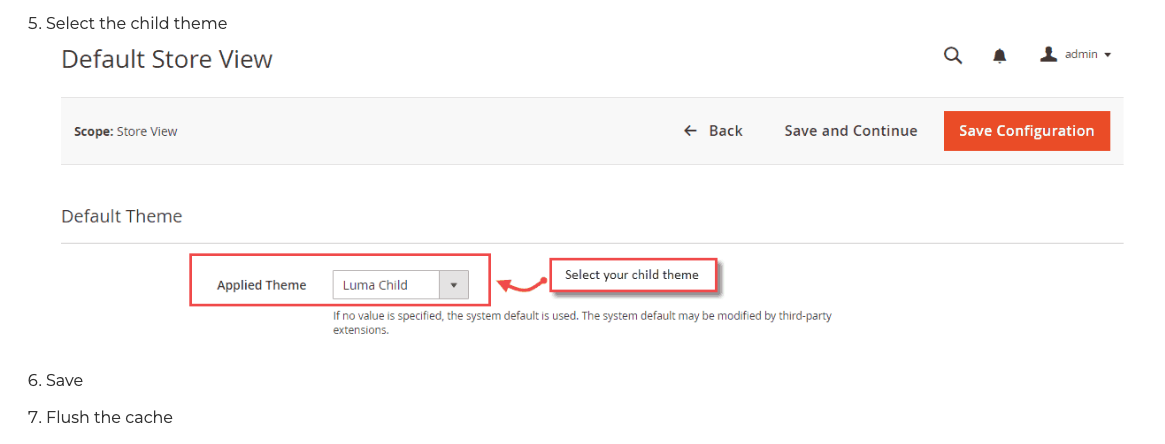 5. Select the child theme
Default Store View
admin
Scope: Store View
Back
Save and Continue
Save Configuration
Default Theme
Applied Theme
Luma Child
Select your child theme
If no value is specified, the system default is used. The system default may be modified by third-party
extensions.
6. Save
7. Flush the cache